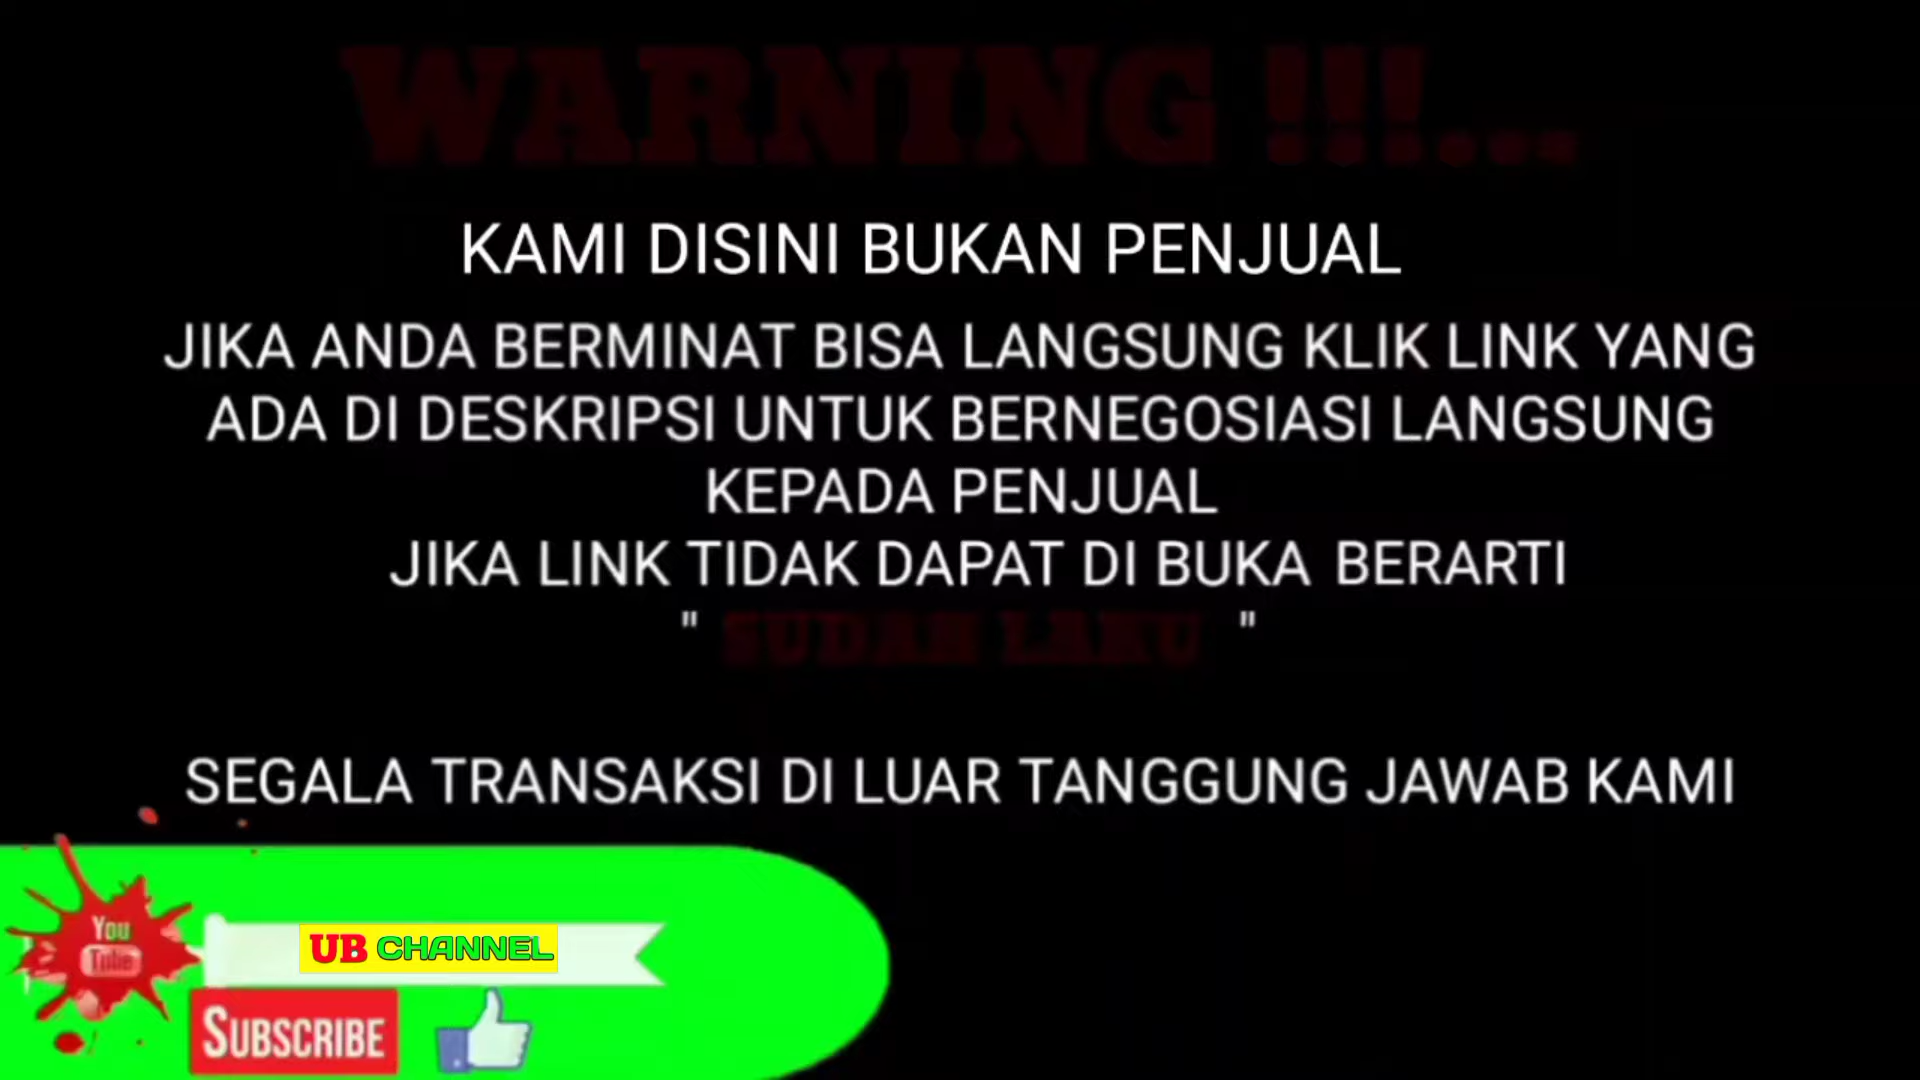 WARNING !!!...
KAMI DISINI BUKAN PENJUAL
JIKA ANDA BERMINAT BISA LANGSUNG KLIK LINK YANG
ADA DI DESKRIPSI UNTUK BERNEGOSIASI LANGSUNG
KEPADA PENJUAL
JIKA LINK TIDAK DAPAT DI BUKA BERARTI
" SUDAH LAKU "
SEGALA TRANSAKSI DI LUAR TANGGUNG JAWAB KAMI
You
Tube
UB CHANNEL
SUBSCRIBE